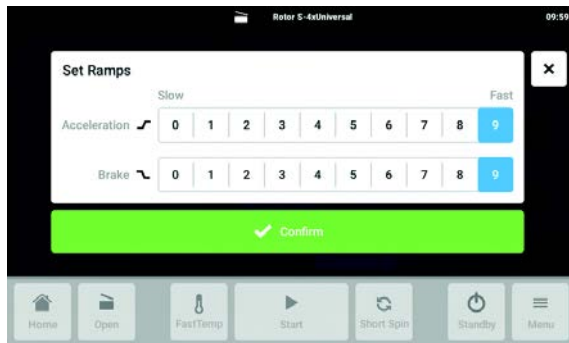 Rotor S-4xUniversal 09:59
Set Ramps
Slow Fast
Acceleration 0 1 2 3 4 5 6 7 8 9
Brake 0 1 2 3 4 5 6 7 8 9
Confirm
Home Open FastTemp Start Short Spin Standby Menu